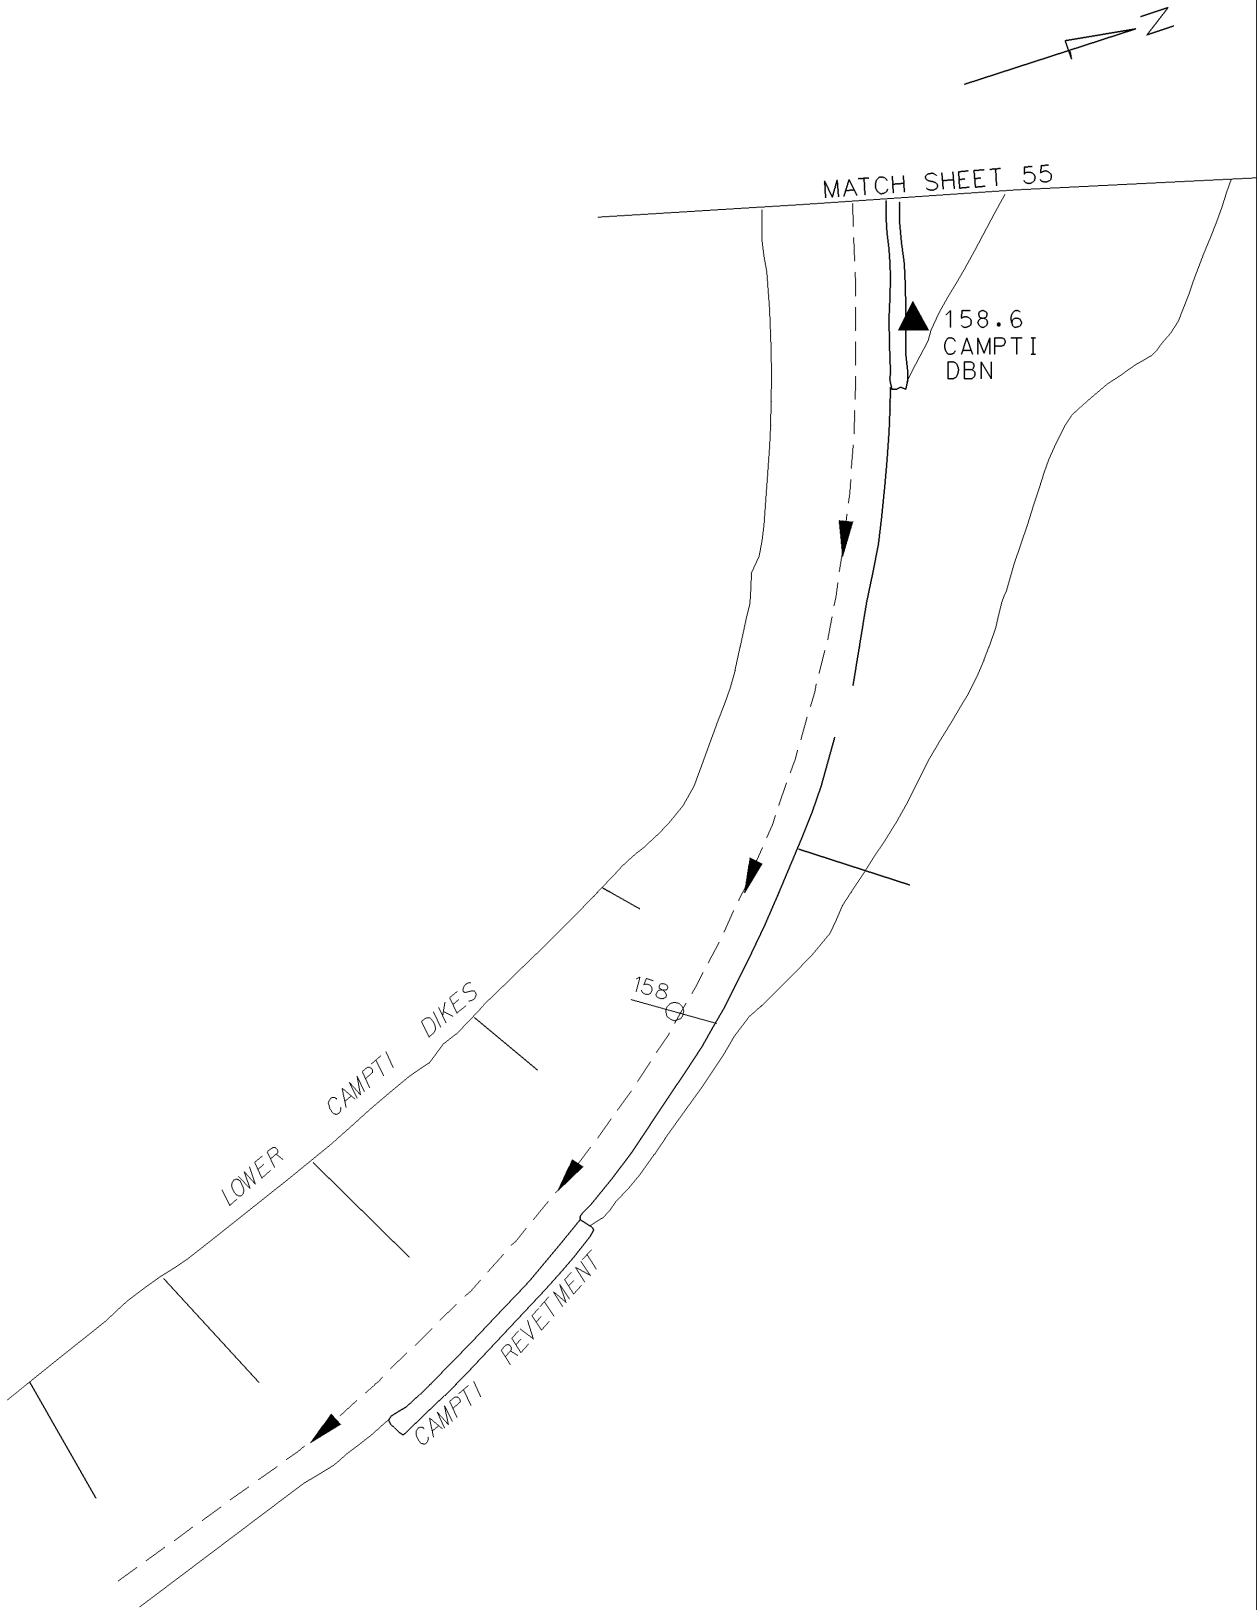 N
MATCH SHEET 55
158.6
CAMPTI
DBN
158
LOWER CAMPTI DIKES
CAMPTI REVETMENT